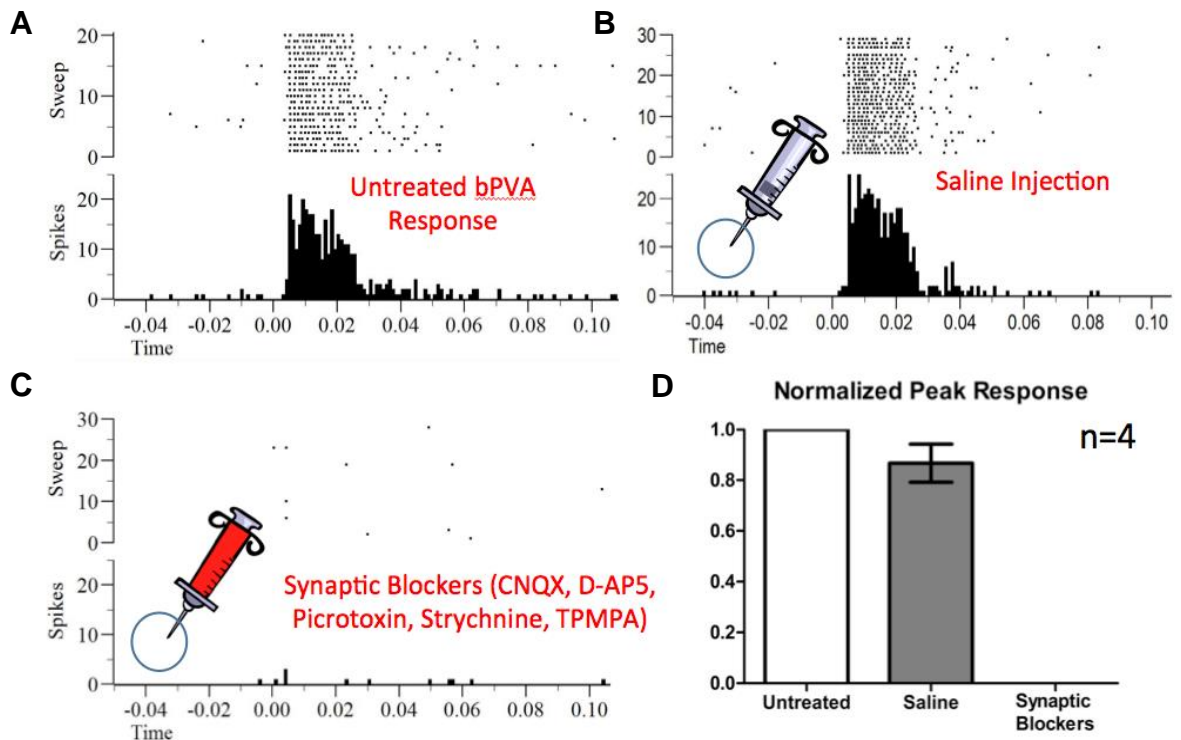 A
Sweep
20
10
0
Spikes
20
10
0
Untreated bPVA
Response
-0.04 -0.02 0.00 0.02 0.04 0.06 0.08 0.10
Time
B
30
20
10
0
20
10
0
Saline Injection
-0.04 -0.02 0.00 0.02 0.04 0.06 0.08 0.10
Time
C
Sweep
30
20
10
0
Spikes
20
10
0
Synaptic Blockers (CNQX, D-AP5,
Picrotoxin, Strychnine, TPMPA)
-0.04 -0.02 0.00 0.02 0.04 0.06 0.08 0.10
Time
D
Normalized Peak Response
n=4
1.0
0.8
0.6
0.4
0.2
0.0
Untreated Saline Synaptic
Blockers